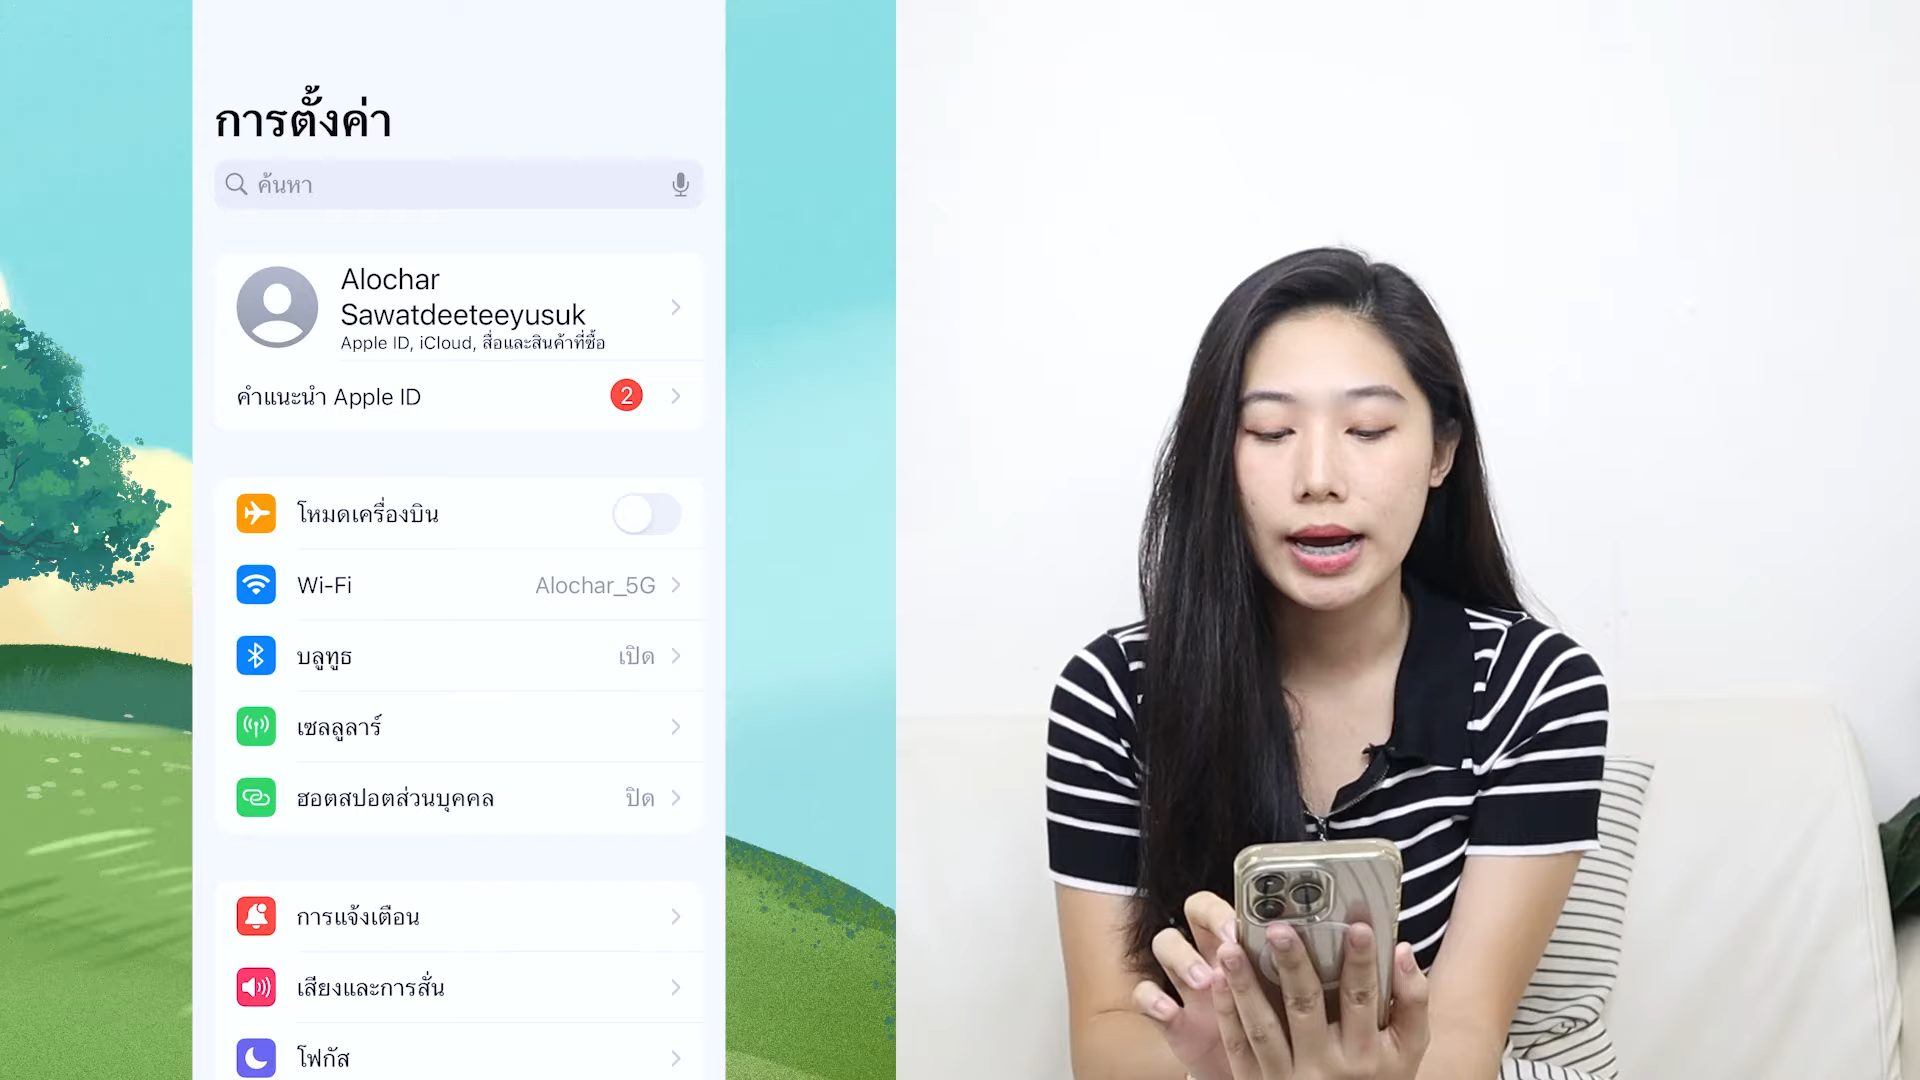 การตั้งค่า
ค้นหา
Alochar
Sawatdeeteeyusuk
Apple ID, iCloud, สื่อและสินค้าที่ซื้อ
คำแนะนำ Apple ID 2
โหมดเครื่องบิน
Wi-Fi Alochar_5G
บลูทูธ เปิด
เซลลูลาร์
ฮอตสปอตส่วนบุคคล ปิด
การแจ้งเตือน
เสียงและการสั่น
โฟกัส